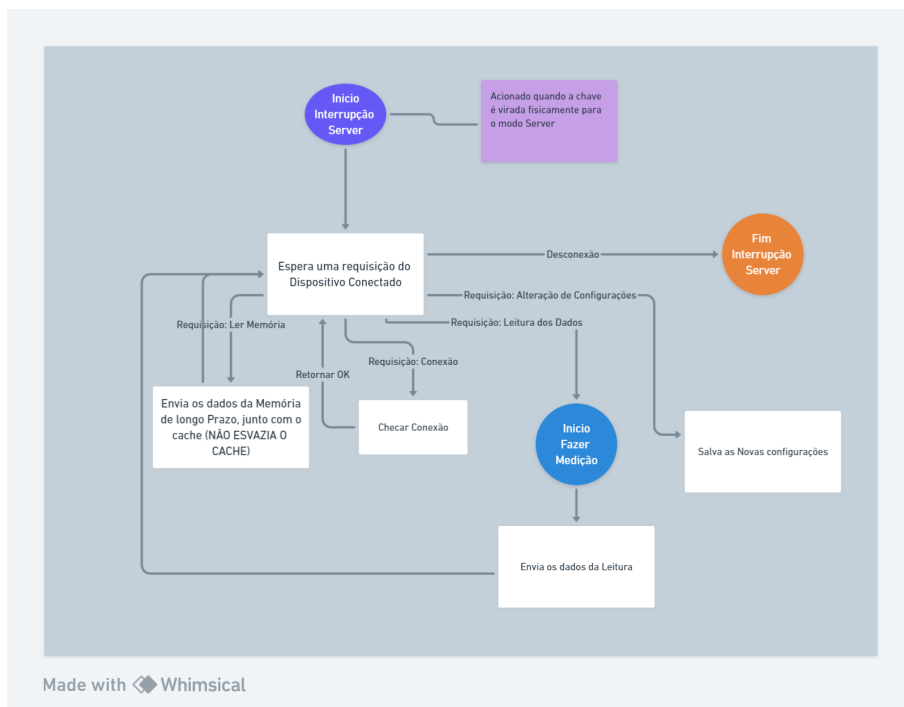 Inicio
Interrupção
Server
Acionado quando a chave
é virada fisicamente para
o modo Server
Fim
Interrupção
Server
Desconexão
Espera uma requisição do
Dispositivo Conectado
Requisição: Alteração de Configurações
Requisição: Leitura dos Dados
Requisição: Ler Memória
Requisição: Conexão
Retornar OK
Envia os dados da Memória
de longo Prazo, junto com o
cache (NÃO ESVAZIA O
CACHE)
Checar Conexão
Inicio
Fazer
Medição
Salva as Novas configurações
Envia os dados da Leitura
Made with Whimsical